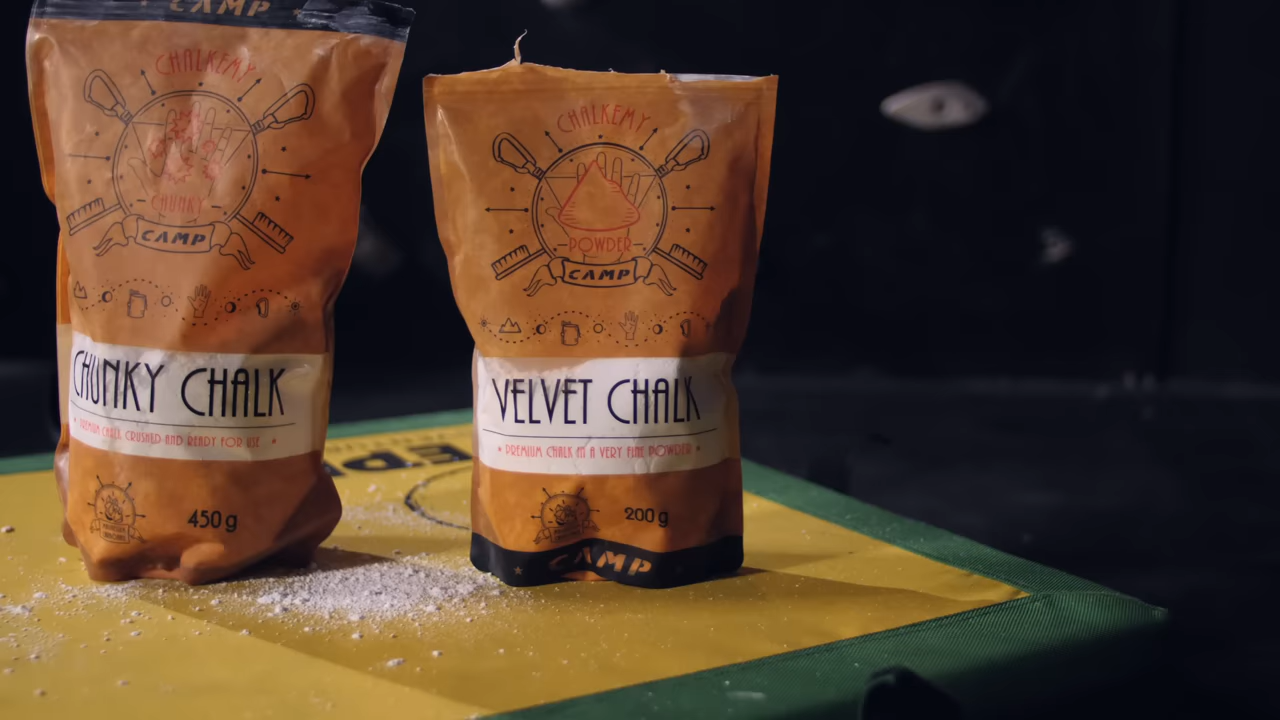 CAMP
CHALKEMY
CHUNKY
CAMP
CHUNKY CHALK
PREMIUM CHALK CRUSHED AND READY FOR USE
450 g
CHALKEMY
POWDER
CAMP
VELVET CHALK
PREMIUM CHALK IN A VERY FINE POWDER
200 g
CAMP